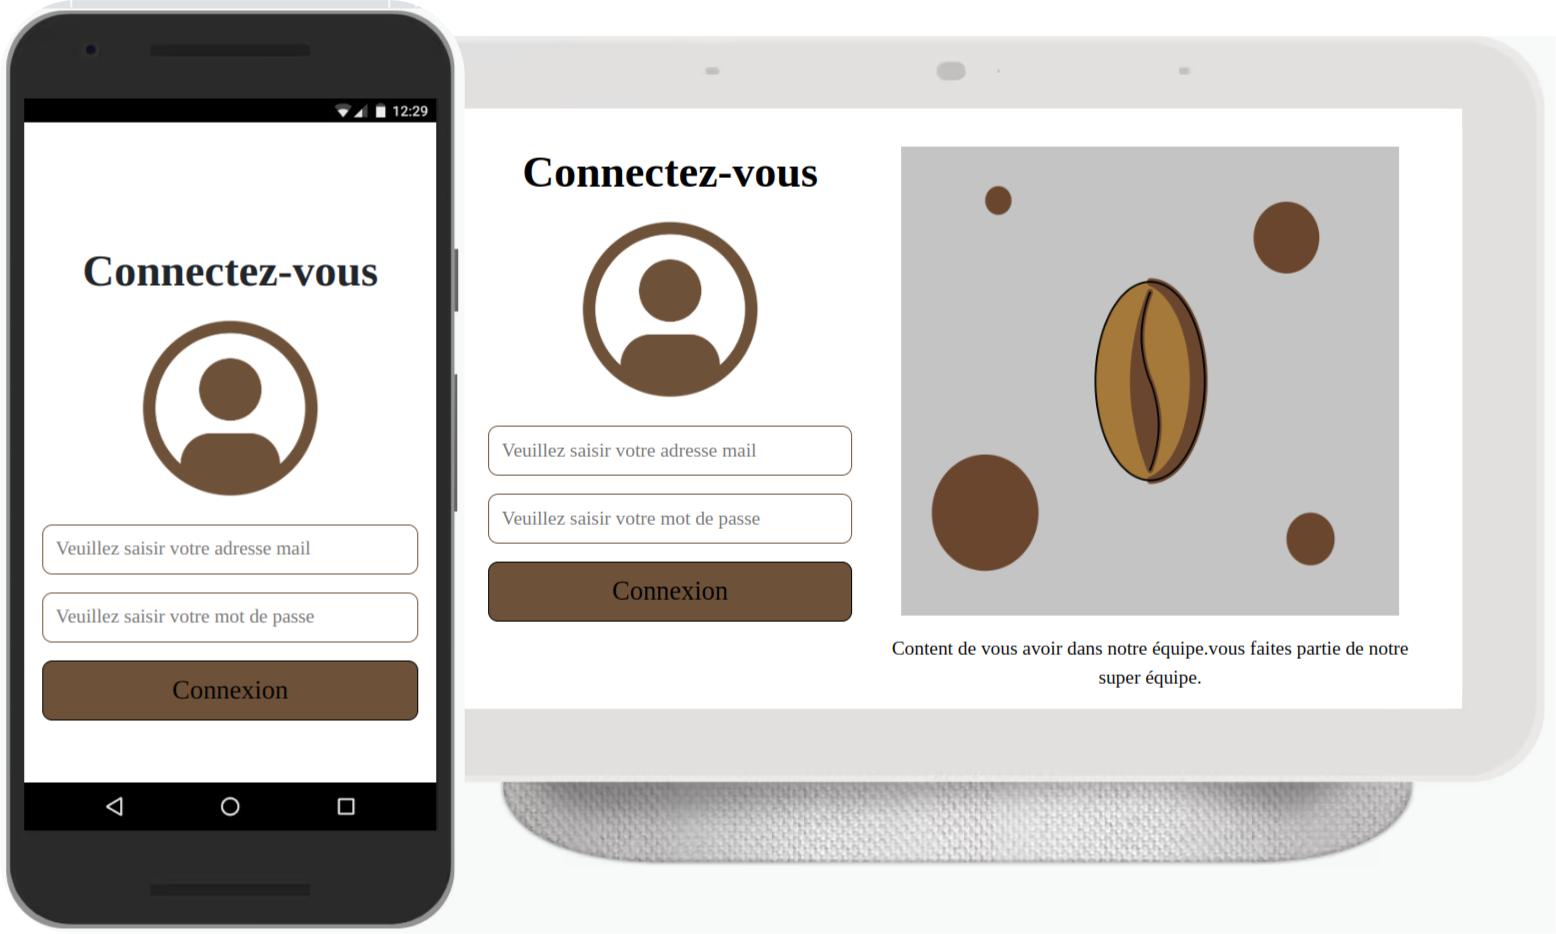 12:29
Connectez-vous
Veuillez saisir votre adresse mail
Veuillez saisir votre mot de passe
Connexion
Connectez-vous
Veuillez saisir votre adresse mail
Veuillez saisir votre mot de passe
Connexion
Content de vous avoir dans notre équipe.vous faites partie de notre
super équipe.